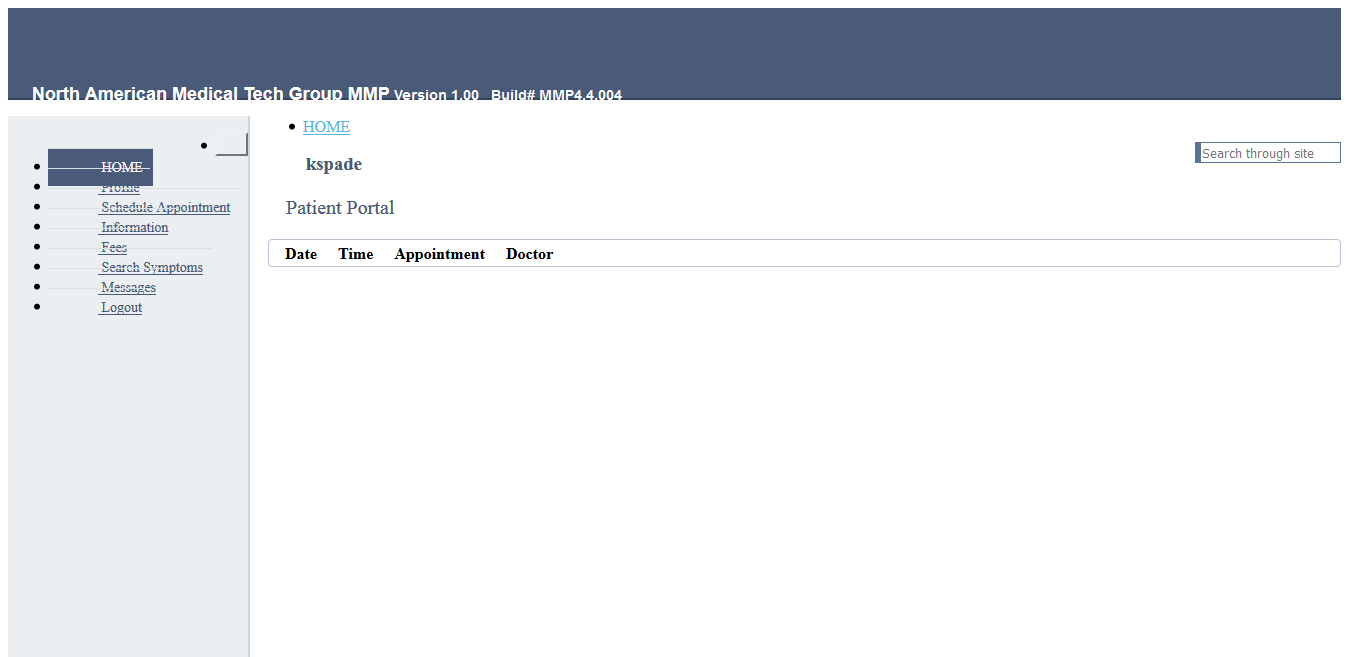 North American Medical Tech Group MMP Version 1.00 Build# MMP4.4.004
HOME
Profile
Schedule Appointment
Information
Fees
Search Symptoms
Messages
Logout
HOME
Search through site
kspade
Patient Portal
Date Time Appointment Doctor